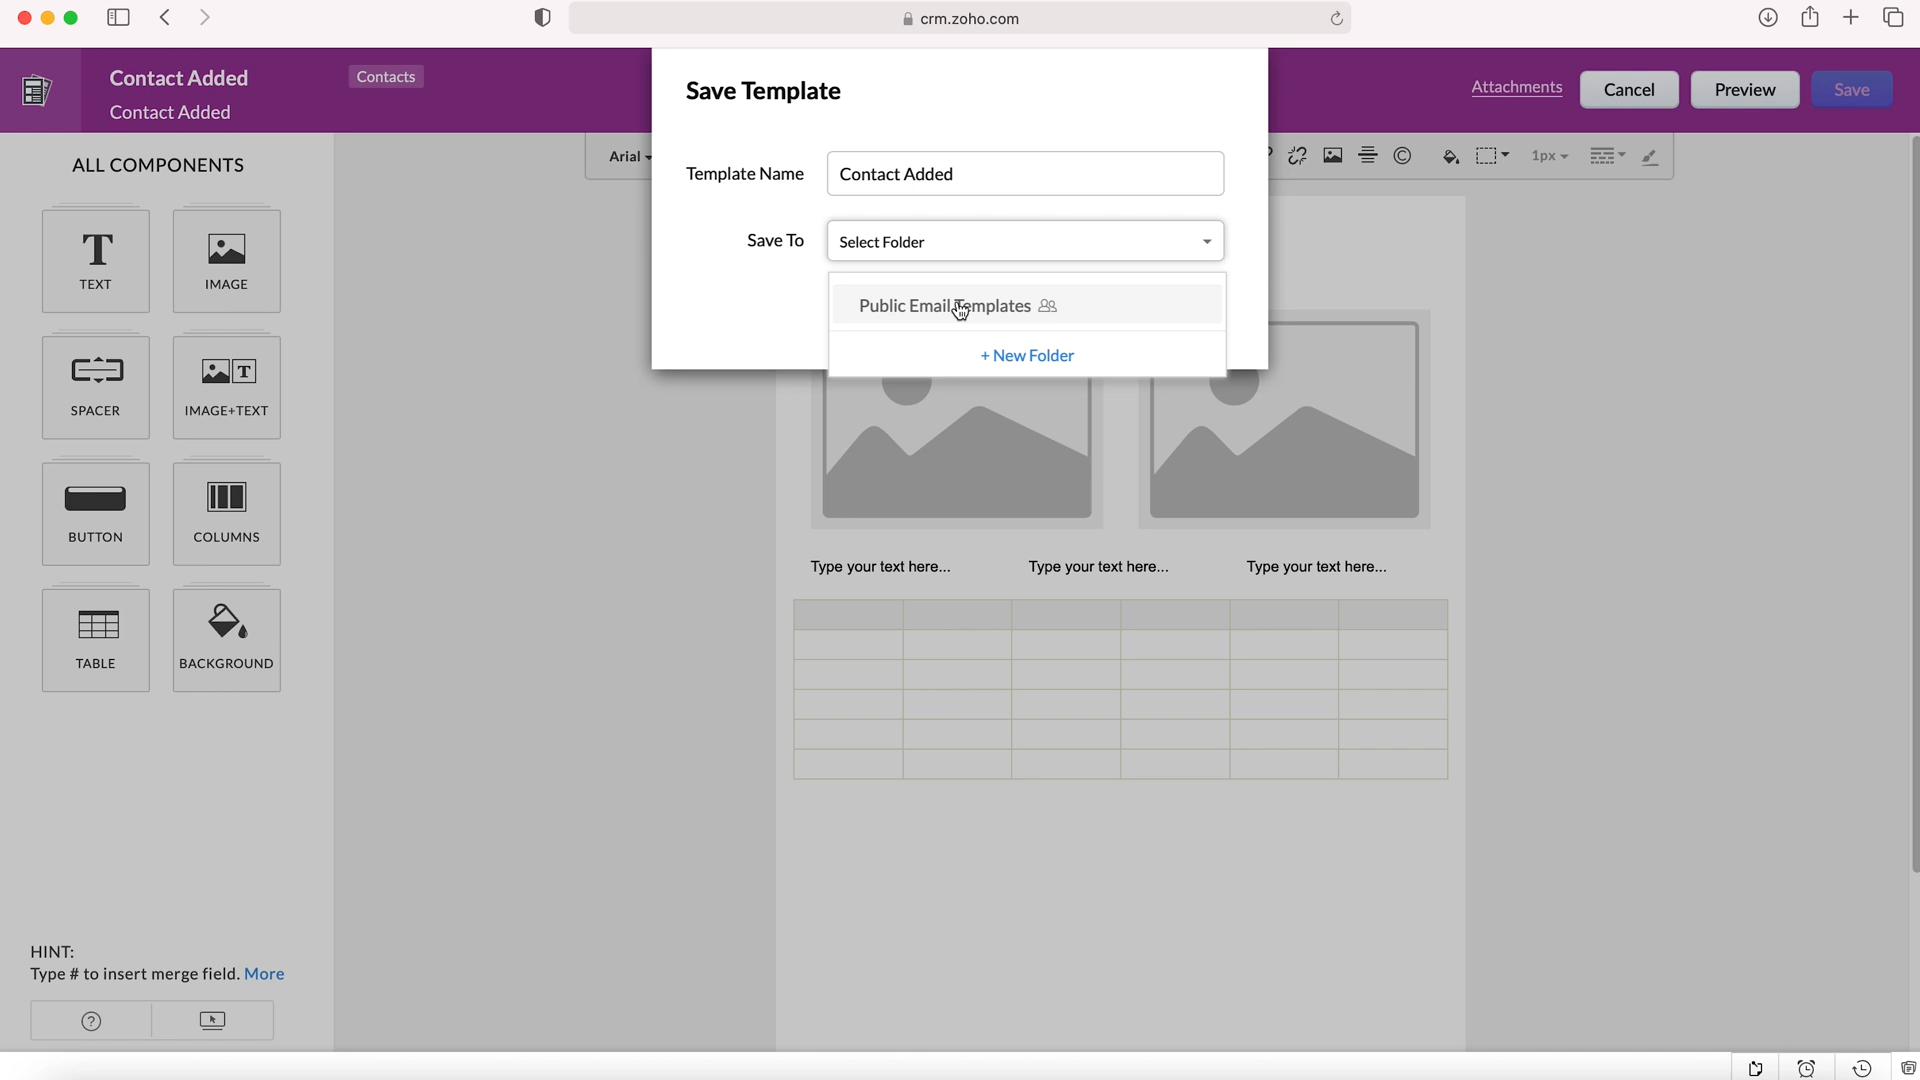 crm.zoho.com
Contact Added
Contacts
Contact Added
Attachments
Cancel
Preview
Save
Save Template
Template Name
Contact Added
Save To
Select Folder
Public Email Templates
+ New Folder
Arial
1px
ALL COMPONENTS
T
TEXT
IMAGE
SPACER
T
IMAGE+TEXT
BUTTON
COLUMNS
TABLE
BACKGROUND
Type your text here...
Type your text here...
Type your text here...
HINT:
Type # to insert merge field. More